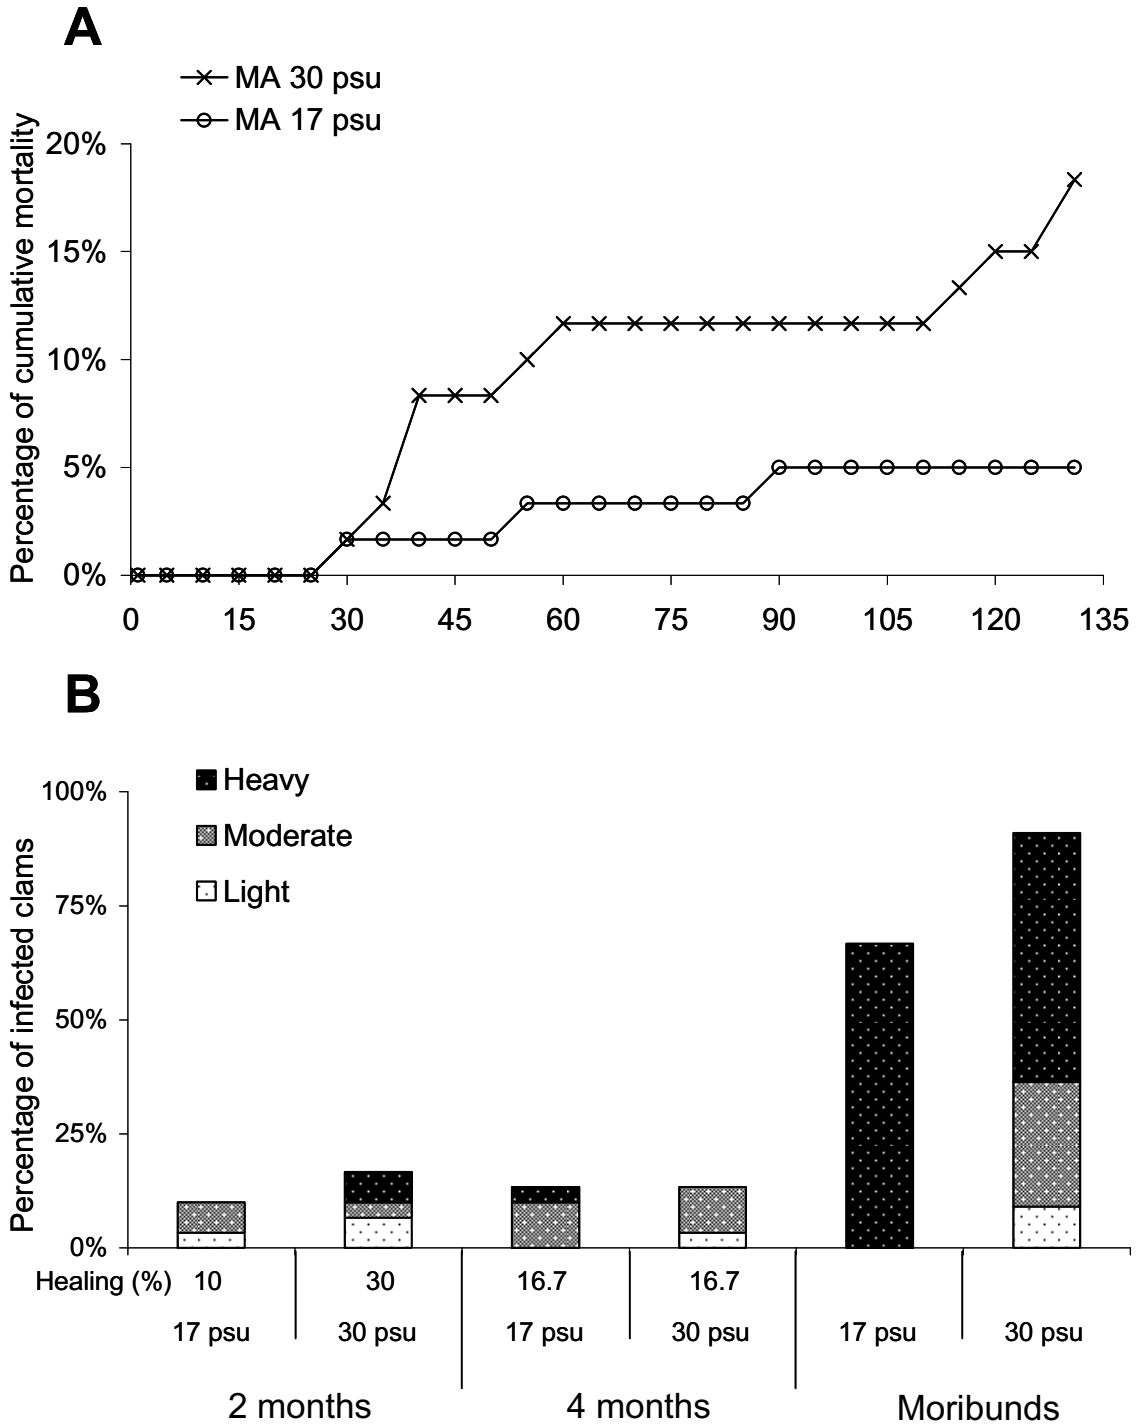 A
MA 30 psu
MA 17 psu
Percentage of cumulative mortality
20%
15%
10%
5%
0%
0 15 30 45 60 75 90 105 120 135
B
Heavy
Moderate
Light
Percentage of infected clams
100%
75%
50%
25%
0%
Healing (%) 10 30 16.7 16.7
17 psu 30 psu 17 psu 30 psu 17 psu 30 psu
2 months 4 months Moribunds